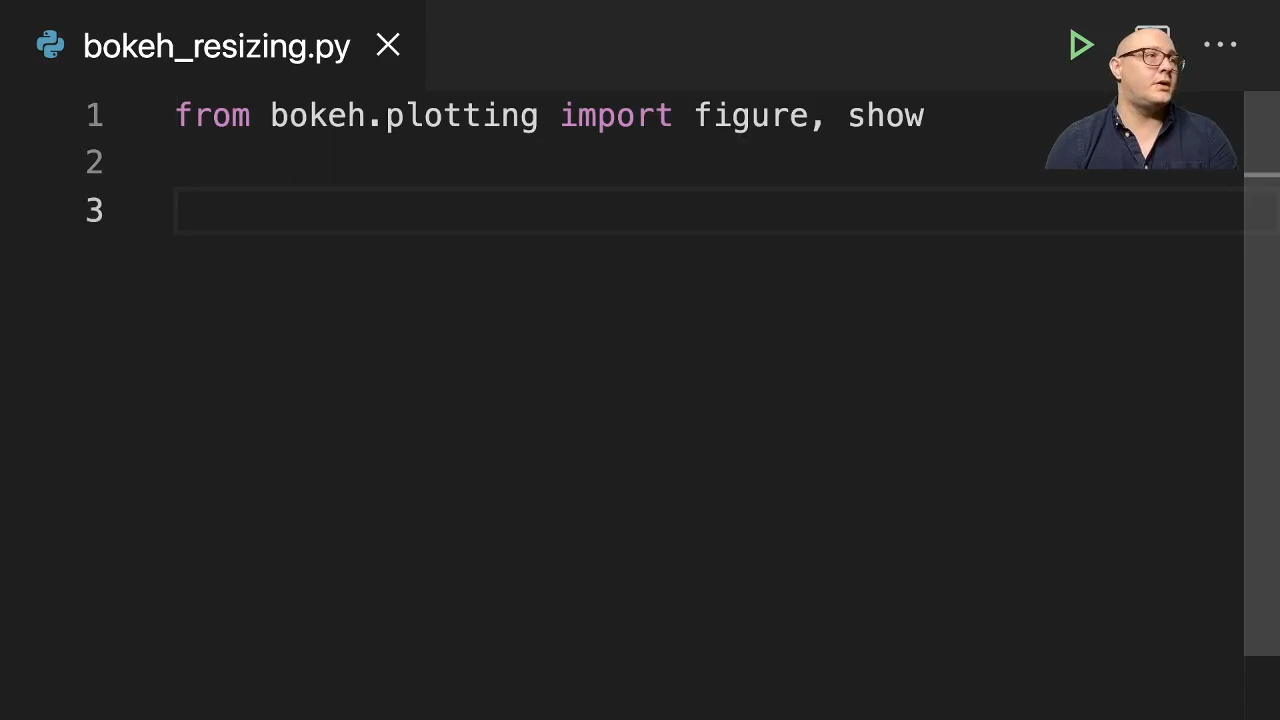 bokeh_resizing.py
1 from bokeh.plotting import figure, show
2
3